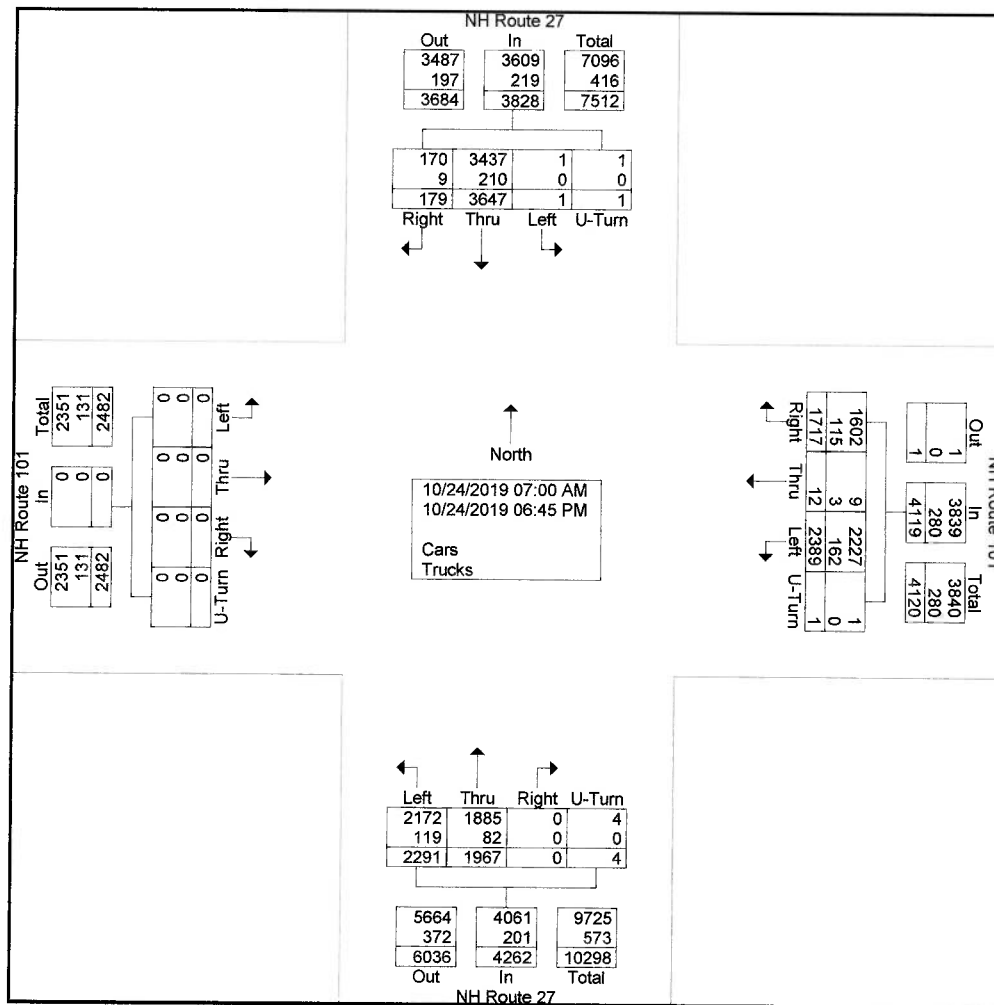 NH Route 27
Out In Total
3487 3609 7096
197 219 416
3684 3828 7512
170 3437 1 1
9 210 0 0
179 3647 1 1
Right Thru Left U-Turn
NH Route 101
Total In Out
2351 0 2351
131 0 131
2482 0 2482
0 0 0 0
0 0 0 0
0 0 0 0
Left Thru Right U-Turn
North
10/24/2019 07:00 AM
10/24/2019 06:45 PM
Cars
Trucks
1602 9 2227 1
115 3 162 0
1717 12 2389 1
Right Thru Left U-Turn
1 3839 3840
0 280 280
1 4119 4120
Out In Total
NH Route 101
Left Thru Right U-Turn
2172 1885 0 4
119 82 0 0
2291 1967 0 4
5664 4061 9725
372 201 573
6036 4262 10298
Out In Total
NH Route 27